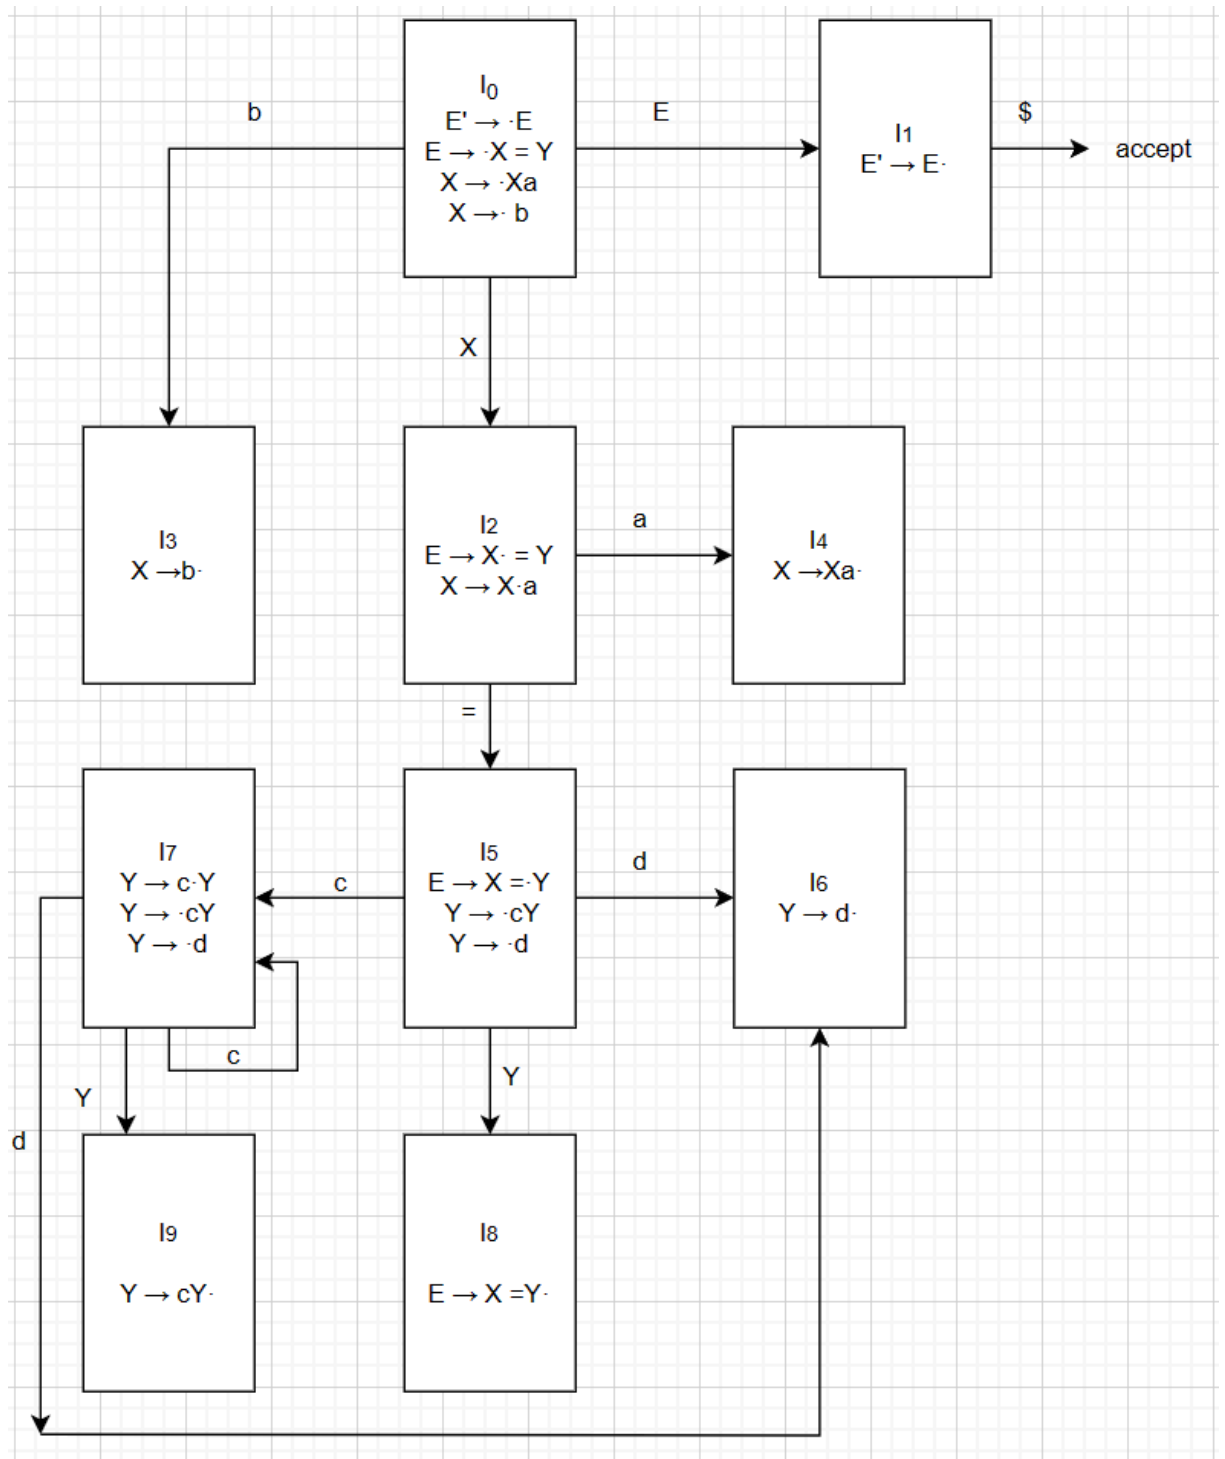 I0
E' → ·E
E → ·X = Y
X → ·Xa
X →· b
b
E
I1
E' → E·
$
accept
X
I3
X →b·
I2
E → X· = Y
X → X·a
a
I4
X →Xa·
=
I7
Y → c·Y
Y → ·cY
Y → ·d
c
I5
E → X =·Y
Y → ·cY
Y → ·d
d
I6
Y → d·
c
Y
Y
d
I9
Y → cY·
I8
E → X =Y·